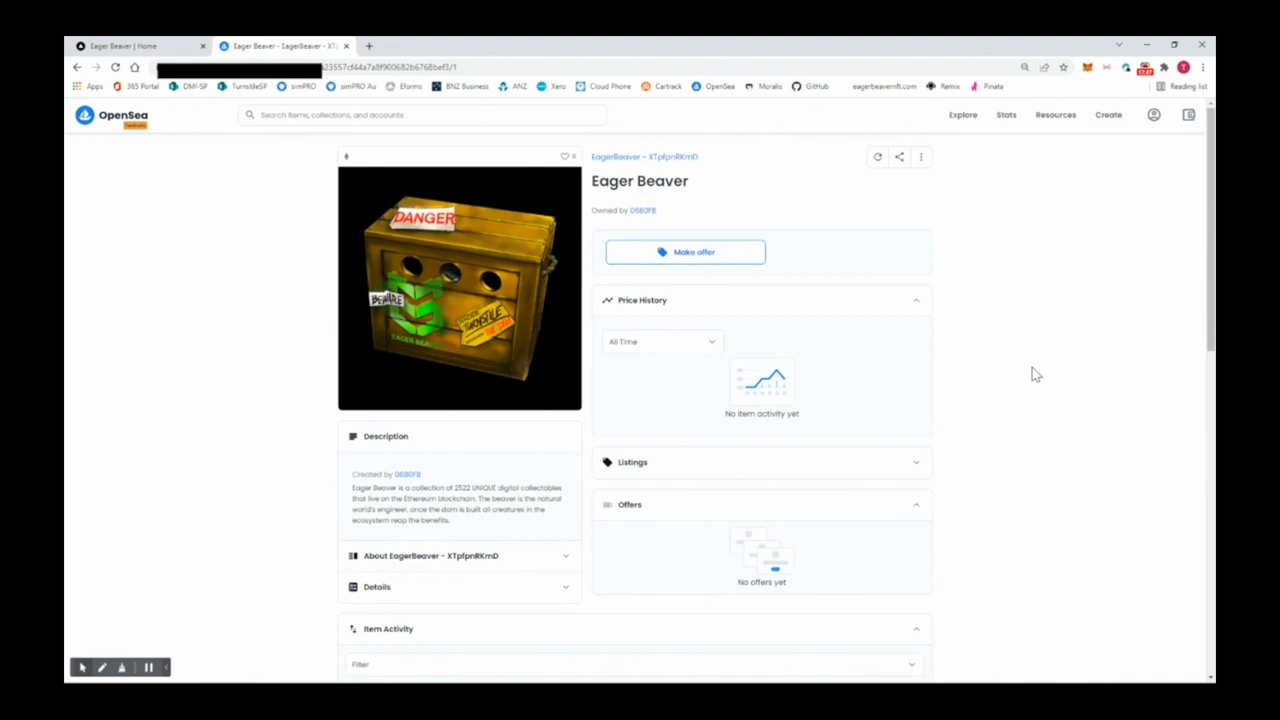 Eager Beaver | Home
Eager Beaver - EagerBeaver - XT
23557cf44a7a8f900682b6768bef3/1
Apps 365 Portal DMI-SP TurnstileSP simPRO simPRO Au Eforms BNZ Business ANZ Xero Cloud Phone Cartrack OpenSea Moralis GitHub eagerbeavernft.com Remix Pinata Reading list
OpenSea
Testnets
Search items, collections, and accounts
Explore Stats Resources Create
0
EagerBeaver - XTpfpnRKmD
Eager Beaver
Owned by 0680FB
Make offer
DANGER
BEWARE
TURNSTILE
THE DAM
EAGER BEAVER
Price History
All Time
No item activity yet
Description
Created by 0680FB
Eager Beaver is a collection of 2522 UNIQUE digital collectables
that live on the Ethereum blockchain. The beaver is the natural
world's engineer, once the dam is built all creatures in the
ecosystem reap the benefits.
About EagerBeaver - XTpfpnRKmD
Details
Listings
Offers
No offers yet
Item Activity
Filter